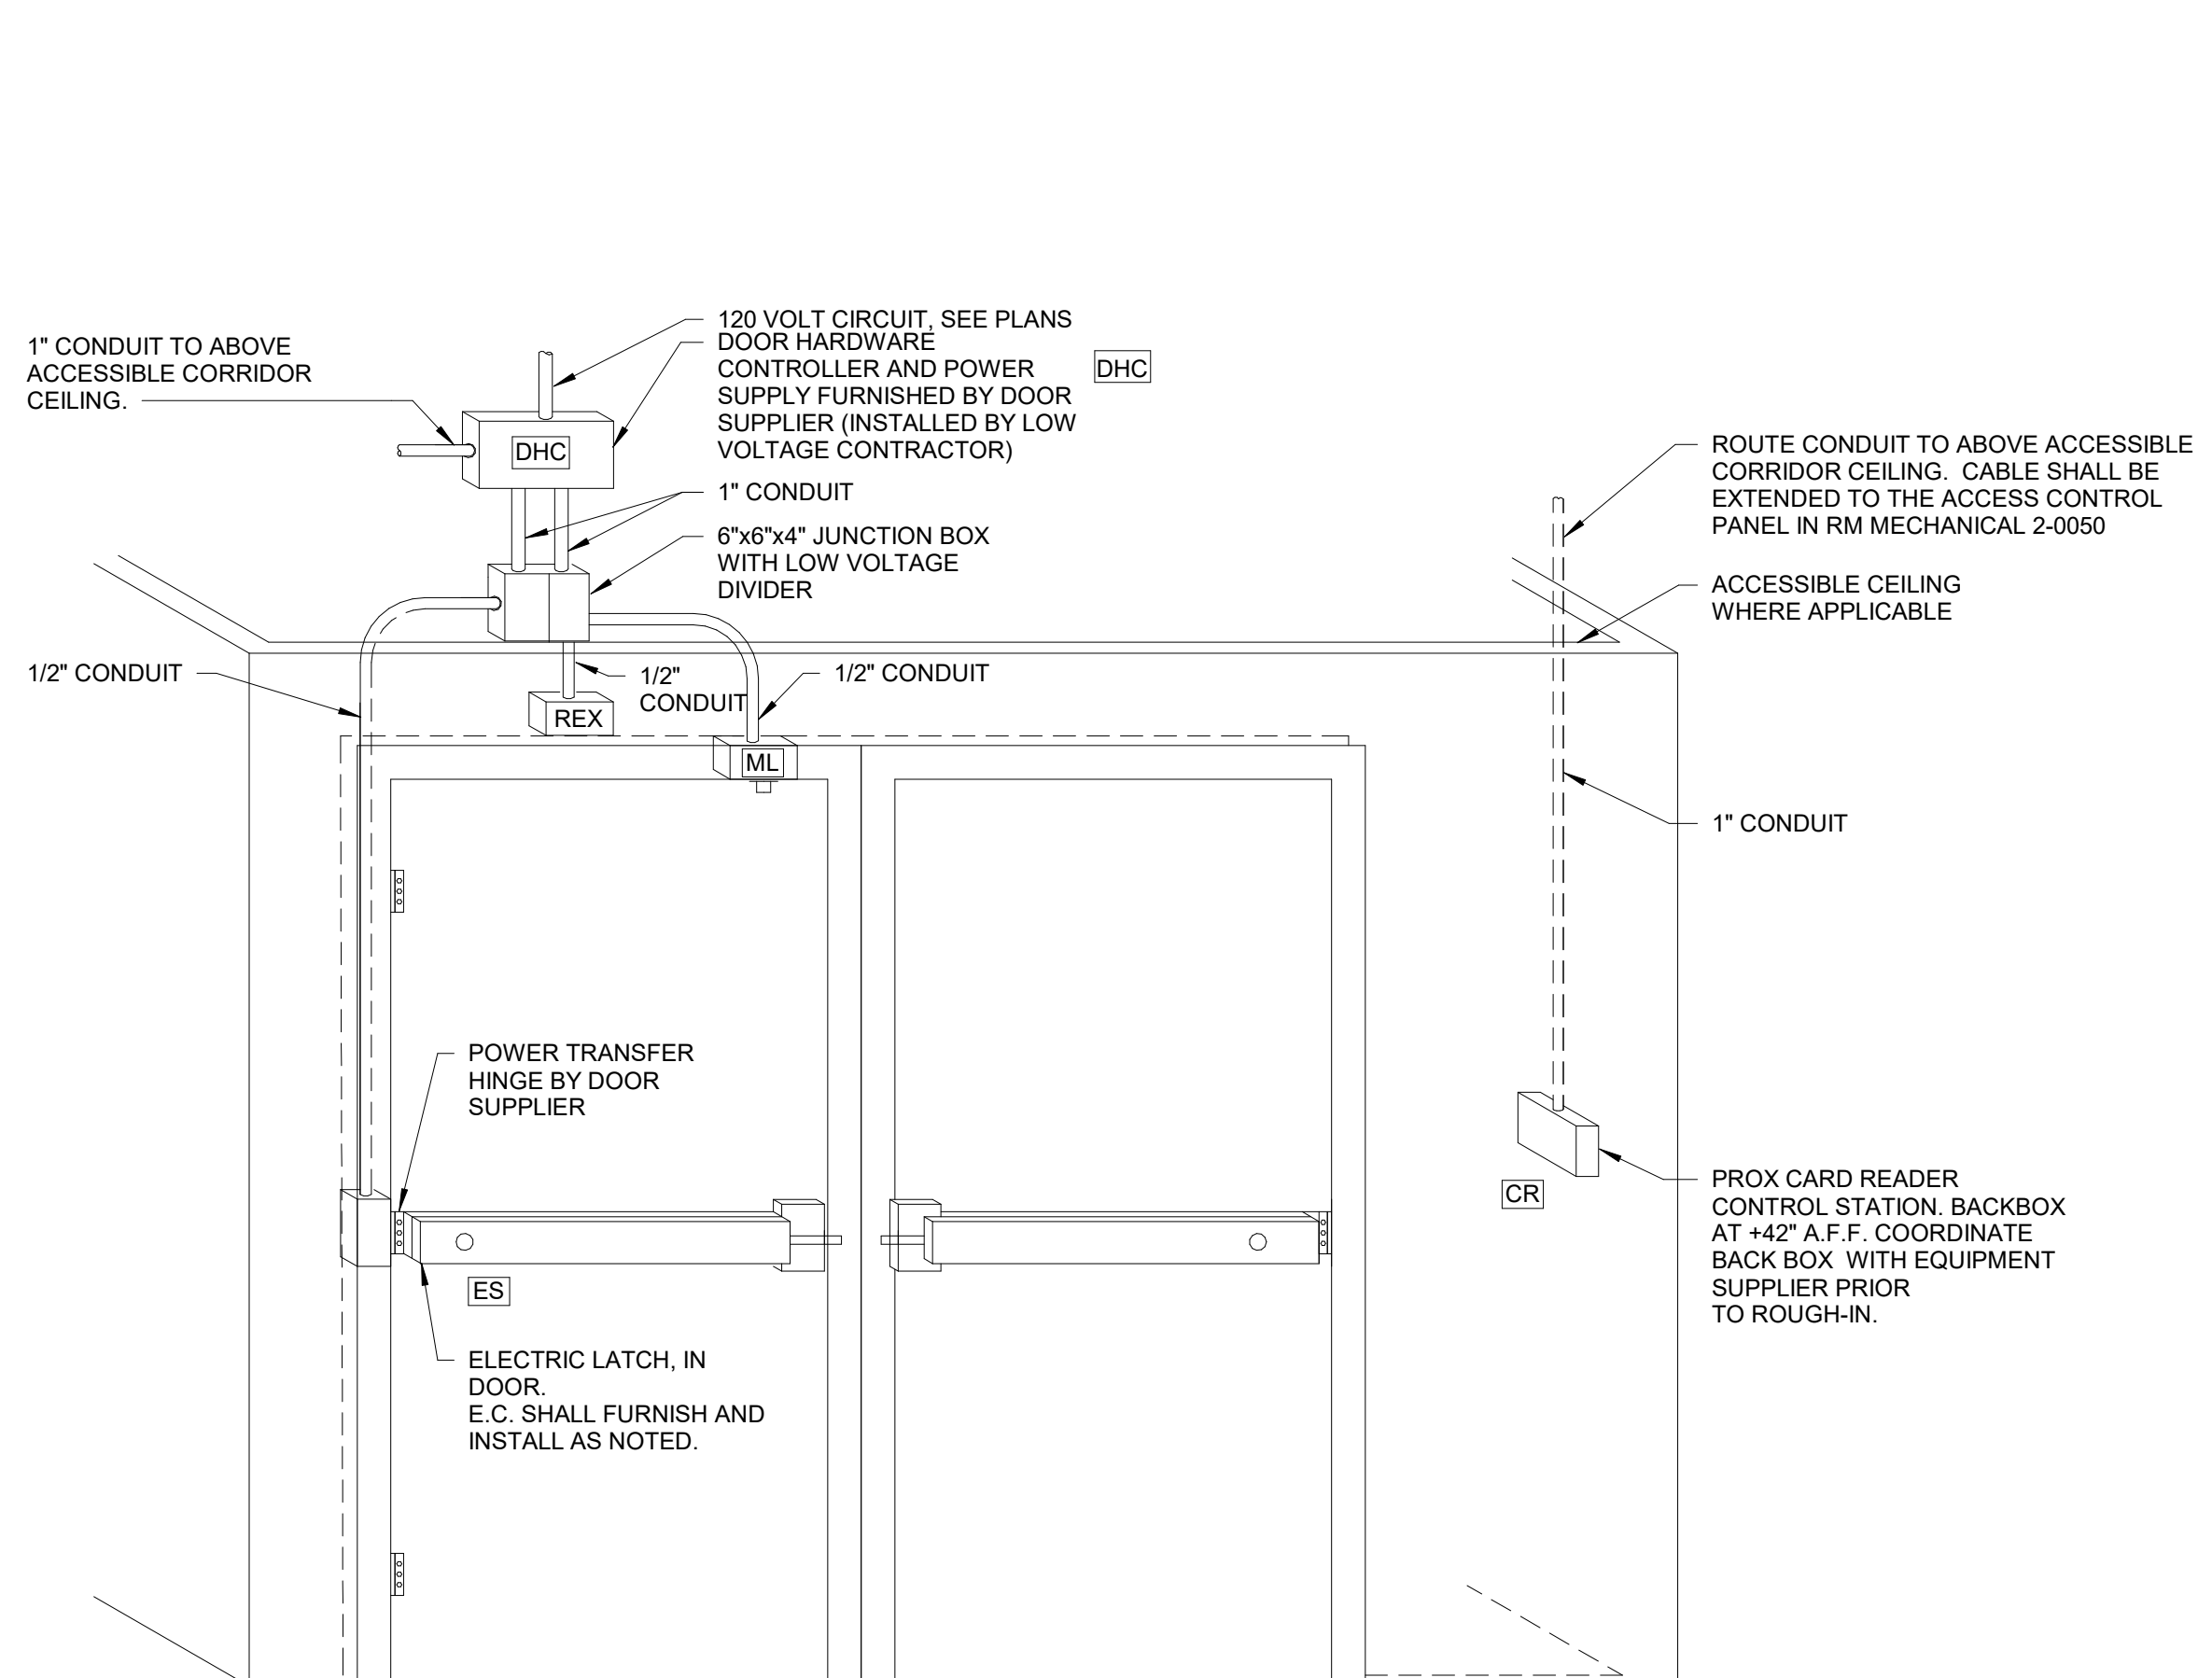 120 VOLT CIRCUIT, SEE PLANS
DOOR HARDWARE
CONTROLLER AND POWER
SUPPLY FURNISHED BY DOOR
SUPPLIER (INSTALLED BY LOW
VOLTAGE CONTRACTOR)
DHC
1" CONDUIT TO ABOVE
ACCESSIBLE CORRIDOR
CEILING.
DHC
1" CONDUIT
6"x6"x4" JUNCTION BOX
WITH LOW VOLTAGE
DIVIDER
ROUTE CONDUIT TO ABOVE ACCESSIBLE
CORRIDOR CEILING. CABLE SHALL BE
EXTENDED TO THE ACCESS CONTROL
PANEL IN RM MECHANICAL 2-0050
ACCESSIBLE CEILING
WHERE APPLICABLE
1/2" CONDUIT
1/2"
CONDUIT
1/2" CONDUIT
REX
ML
1" CONDUIT
POWER TRANSFER
HINGE BY DOOR
SUPPLIER
CR
PROX CARD READER
CONTROL STATION. BACKBOX
AT +42" A.F.F. COORDINATE
BACK BOX  WITH EQUIPMENT
SUPPLIER PRIOR
TO ROUGH-IN.
ES
ELECTRIC LATCH, IN
DOOR.
E.C. SHALL FURNISH AND
INSTALL AS NOTED.